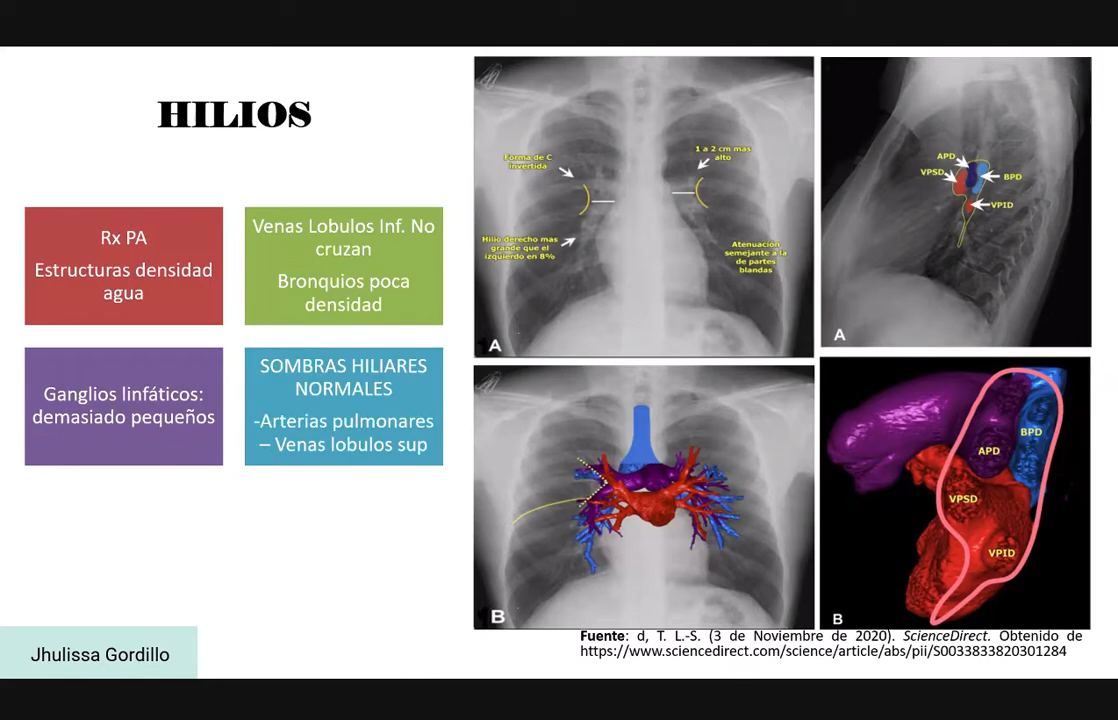 HILIOS
Rx PA
Estructuras densidad
agua
Venas Lobulos Inf. No
cruzan
Bronquios poca
densidad
Ganglios linfáticos:
demasiado pequeños
SOMBRAS HILIARES
NORMALES
-Arterias pulmonares
– Venas lobulos sup
Forma de C
invertida
1 a 2 cm mas
alto
Hilio derecho mas
grande que el
izquierdo en 8%
Atenuación
semejante a la
de partes
blandas
A
APD
VPSD
BPD
VPID
A
B
BPD
APD
VPSD
VPID
B
Fuente: d, T. L.-S. (3 de Noviembre de 2020). ScienceDirect. Obtenido de
https://www.sciencedirect.com/science/article/abs/pii/S0033833820301284
Jhulissa Gordillo